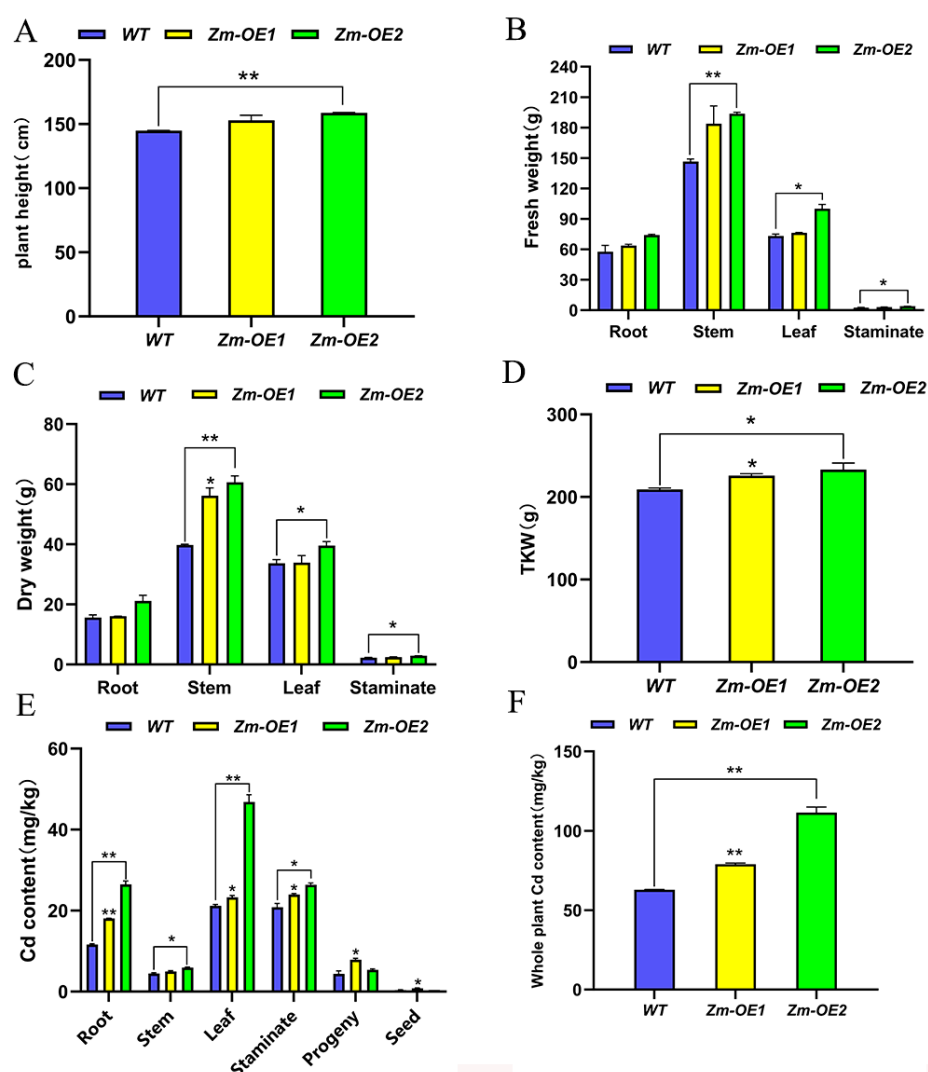 A
WT Zm-OE1 Zm-OE2
plant height(cm)
200
150
100
50
0
**
WT Zm-OE1 Zm-OE2
B
WT Zm-OE1 Zm-OE2
Fresh weight(g)
240
210
180
150
120
90
60
30
0
**
*
*
Root Stem Leaf Staminate
C
WT Zm-OE1 Zm-OE2
Dry weight(g)
80
60
40
20
0
**
*
*
*
Root Stem Leaf Staminate
D
WT Zm-OE1 Zm-OE2
TKW(g)
300
200
100
0
*
*
WT Zm-OE1 Zm-OE2
E
WT Zm-OE1 Zm-OE2
Cd content(mg/kg)
60
40
20
0
**
**
*
**
*
*
*
*
*
Root Stem Leaf Staminate Progeny Seed
F
WT Zm-OE1 Zm-OE2
Whole plant Cd content(mg/kg)
150
100
50
0
**
**
WT Zm-OE1 Zm-OE2